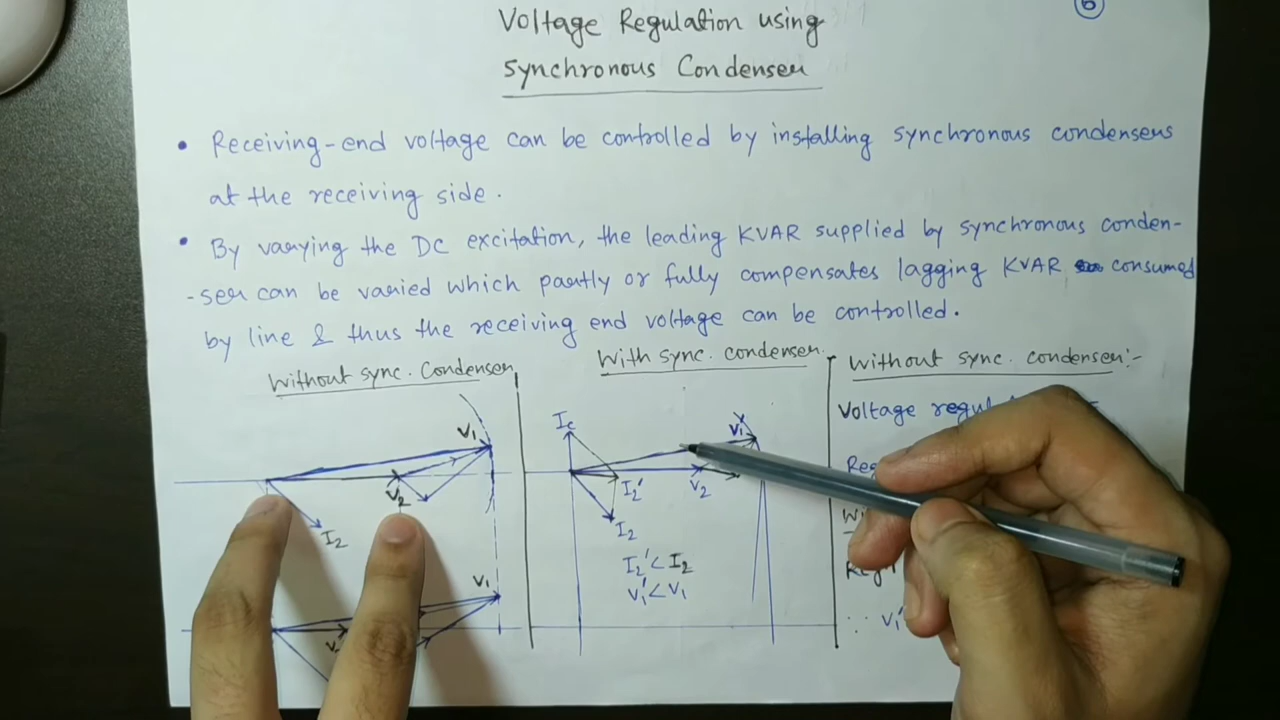 6
Voltage Regulation using
Synchronous Condenser
• Receiving-end voltage can be controlled by installing synchronous condensers
at the receiving side.
• By varying the DC excitation, the leading KVAR supplied by synchronous conden-
-ser can be varied which partly or fully compensates lagging KVAR consumed
by line & thus the receiving end voltage can be controlled.
Without sync. Condenser
With sync. condenser.
Without sync. condenser:-
V₁
V₂
I₂
V₁
Ic
V₁'
I₂'
V₂
I₂
I₂' < I₂
V₁' < V₁
Voltage
∴ V₁'